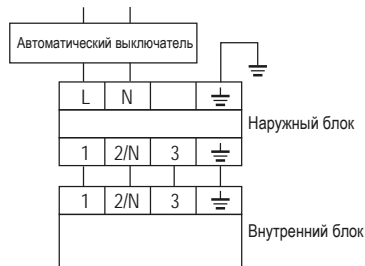 Автоматический выключатель
L N
Наружный блок
1 2/N 3
1 2/N 3
Внутренний блок